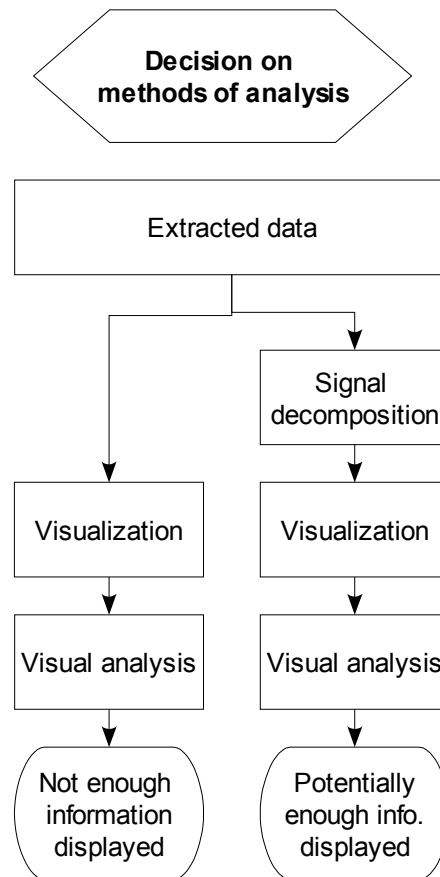 Decision on
methods of analysis
Extracted data
Signal
decomposition
Visualization
Visualization
Visual analysis
Visual analysis
Not enough
information
displayed
Potentially
enough info.
displayed